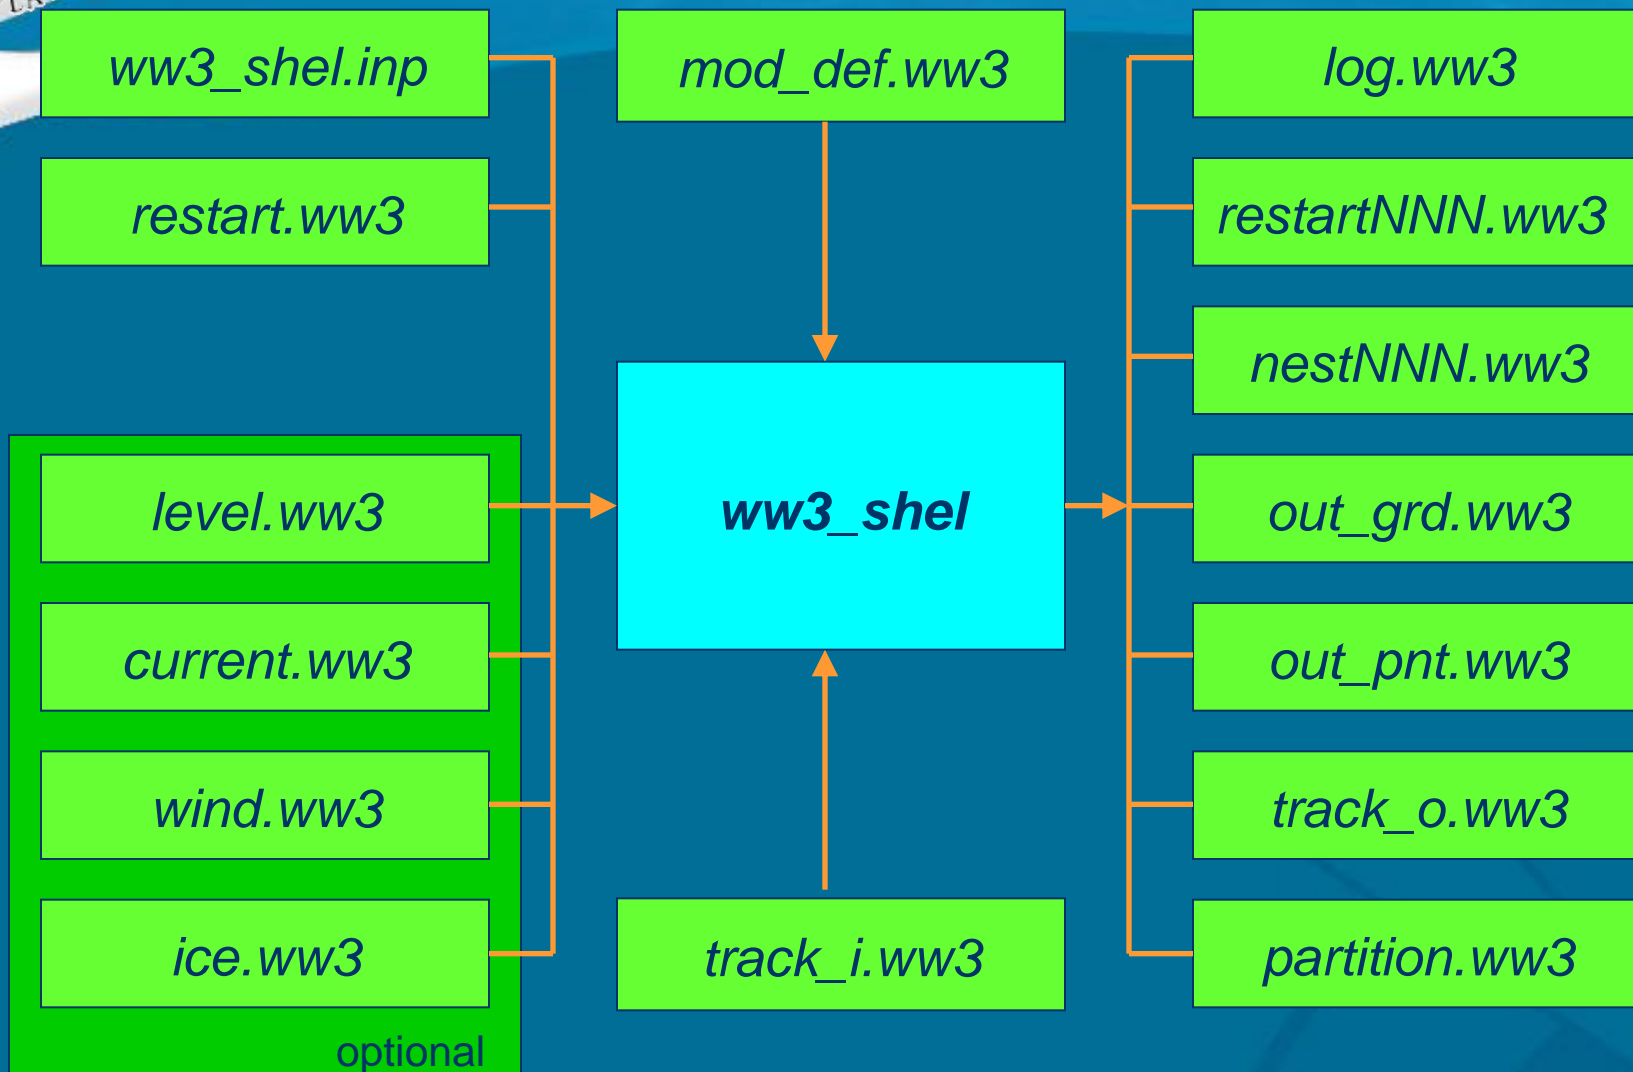 ww3_shel.inp
mod_def.ww3
log.ww3
restart.ww3
restartNNN.ww3
nestNNN.ww3
level.ww3
ww3_shel
out_grd.ww3
current.ww3
out_pnt.ww3
wind.ww3
track_o.ww3
ice.ww3
track_i.ww3
partition.ww3
optional